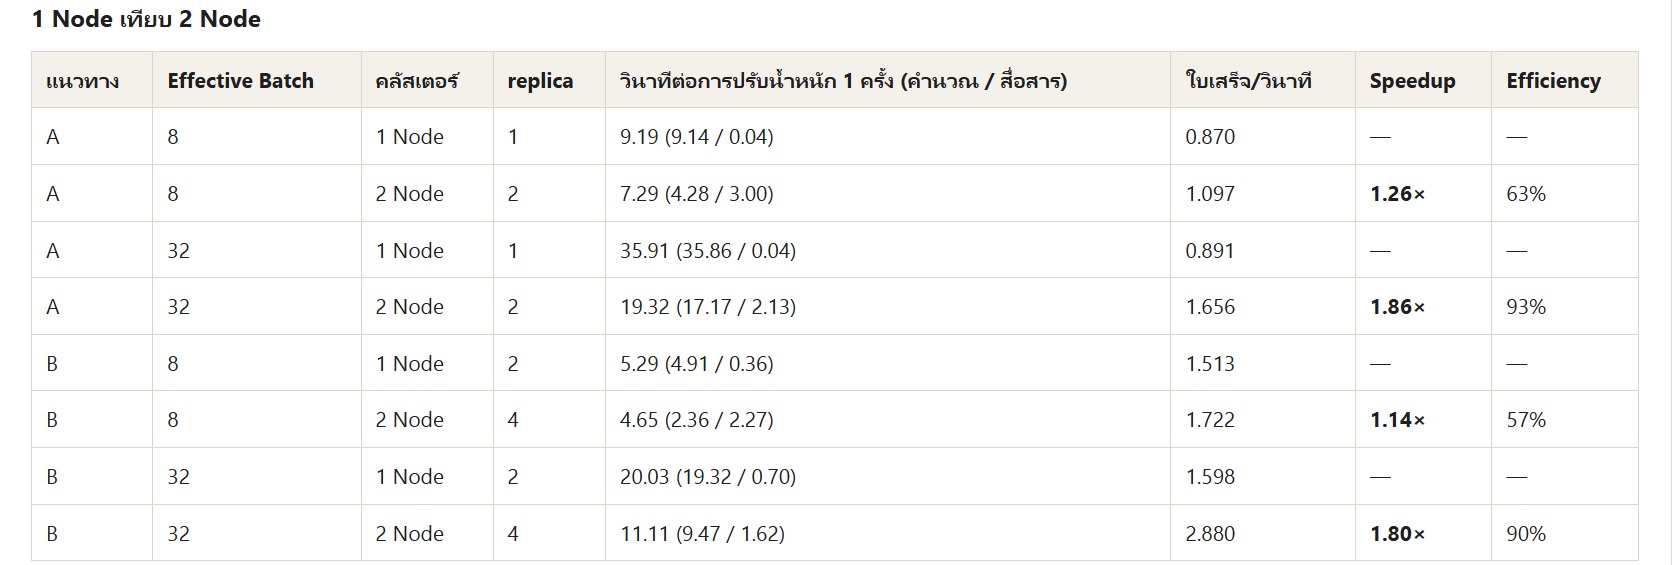 1 Node เทียบ 2 Node
แนวทาง Effective Batch คลัสเตอร์ replica วินาทีต่อการปรับน้ำหนัก 1 ครั้ง (คำนวณ / สื่อสาร) ใบเสร็จ/วินาที Speedup Efficiency
A 8 1 Node 1 9.19 (9.14 / 0.04) 0.870 — —
A 8 2 Node 2 7.29 (4.28 / 3.00) 1.097 1.26× 63%
A 32 1 Node 1 35.91 (35.86 / 0.04) 0.891 — —
A 32 2 Node 2 19.32 (17.17 / 2.13) 1.656 1.86× 93%
B 8 1 Node 2 5.29 (4.91 / 0.36) 1.513 — —
B 8 2 Node 4 4.65 (2.36 / 2.27) 1.722 1.14× 57%
B 32 1 Node 2 20.03 (19.32 / 0.70) 1.598 — —
B 32 2 Node 4 11.11 (9.47 / 1.62) 2.880 1.80× 90%